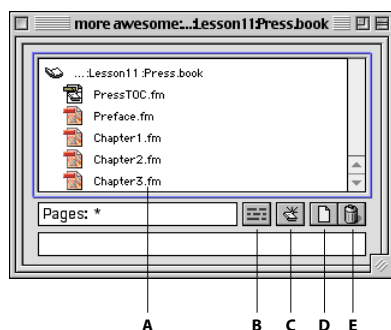 more awesome:...:Lesson11:Press.book
...:Lesson11 :Press.book
PressTOC.fm
Preface.fm
Chapter1.fm
Chapter2.fm
Chapter3.fm
Pages: *
A B C D E